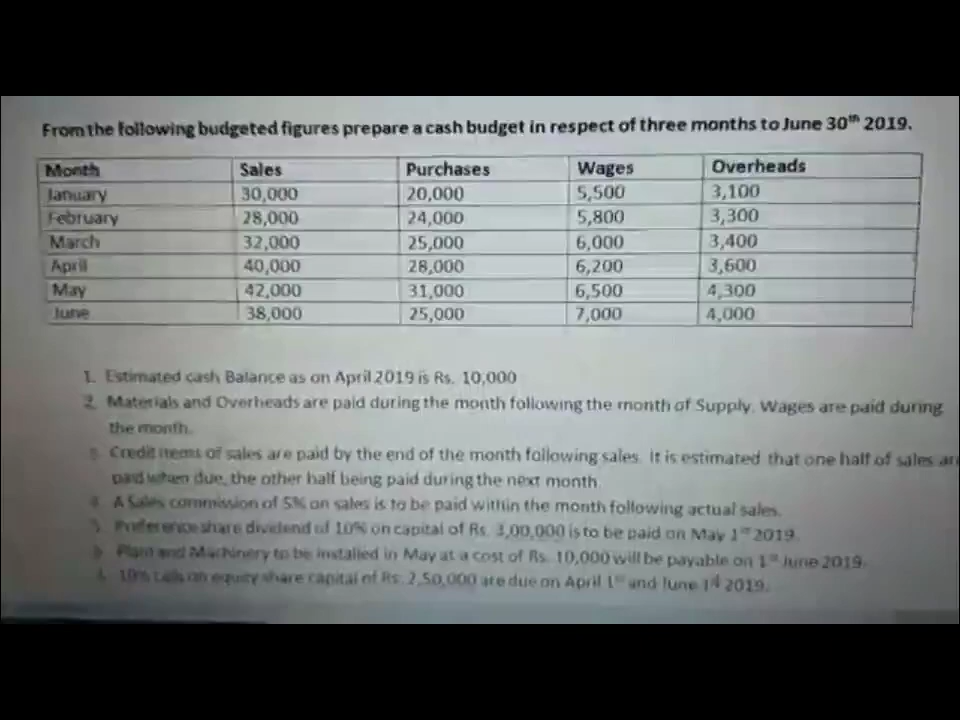 From the following budgeted figures prepare a cash budget in respect of three months to June 30th 2019.
Month Sales Purchases Wages Overheads
January 30,000 20,000 5,500 3,100
February 28,000 24,000 5,800 3,300
March 32,000 25,000 6,000 3,400
April 40,000 28,000 6,200 3,600
May 42,000 31,000 6,500 4,300
June 38,000 25,000 7,000 4,000
1. Estimated cash Balance as on April 2019 is Rs. 10,000
2. Materials and Overheads are paid during the month following the month of Supply. Wages are paid during
the month.
3. Credit items of sales are paid by the end of the month following sales. It is estimated that one half of sales are
paid when due, the other half being paid during the next month.
4. A Sales commission of 5% on sales is to be paid within the month following actual sales.
5. Preference share dividend of 10% on capital of Rs. 3,00,000 is to be paid on May 1st 2019.
Plant and Machinery to be installed in May at a cost of Rs. 10,000 will be payable on 1st June 2019.
10% calls on equity share capital of Rs. 2,50,000 are due on April 1st and June 1st 2019.